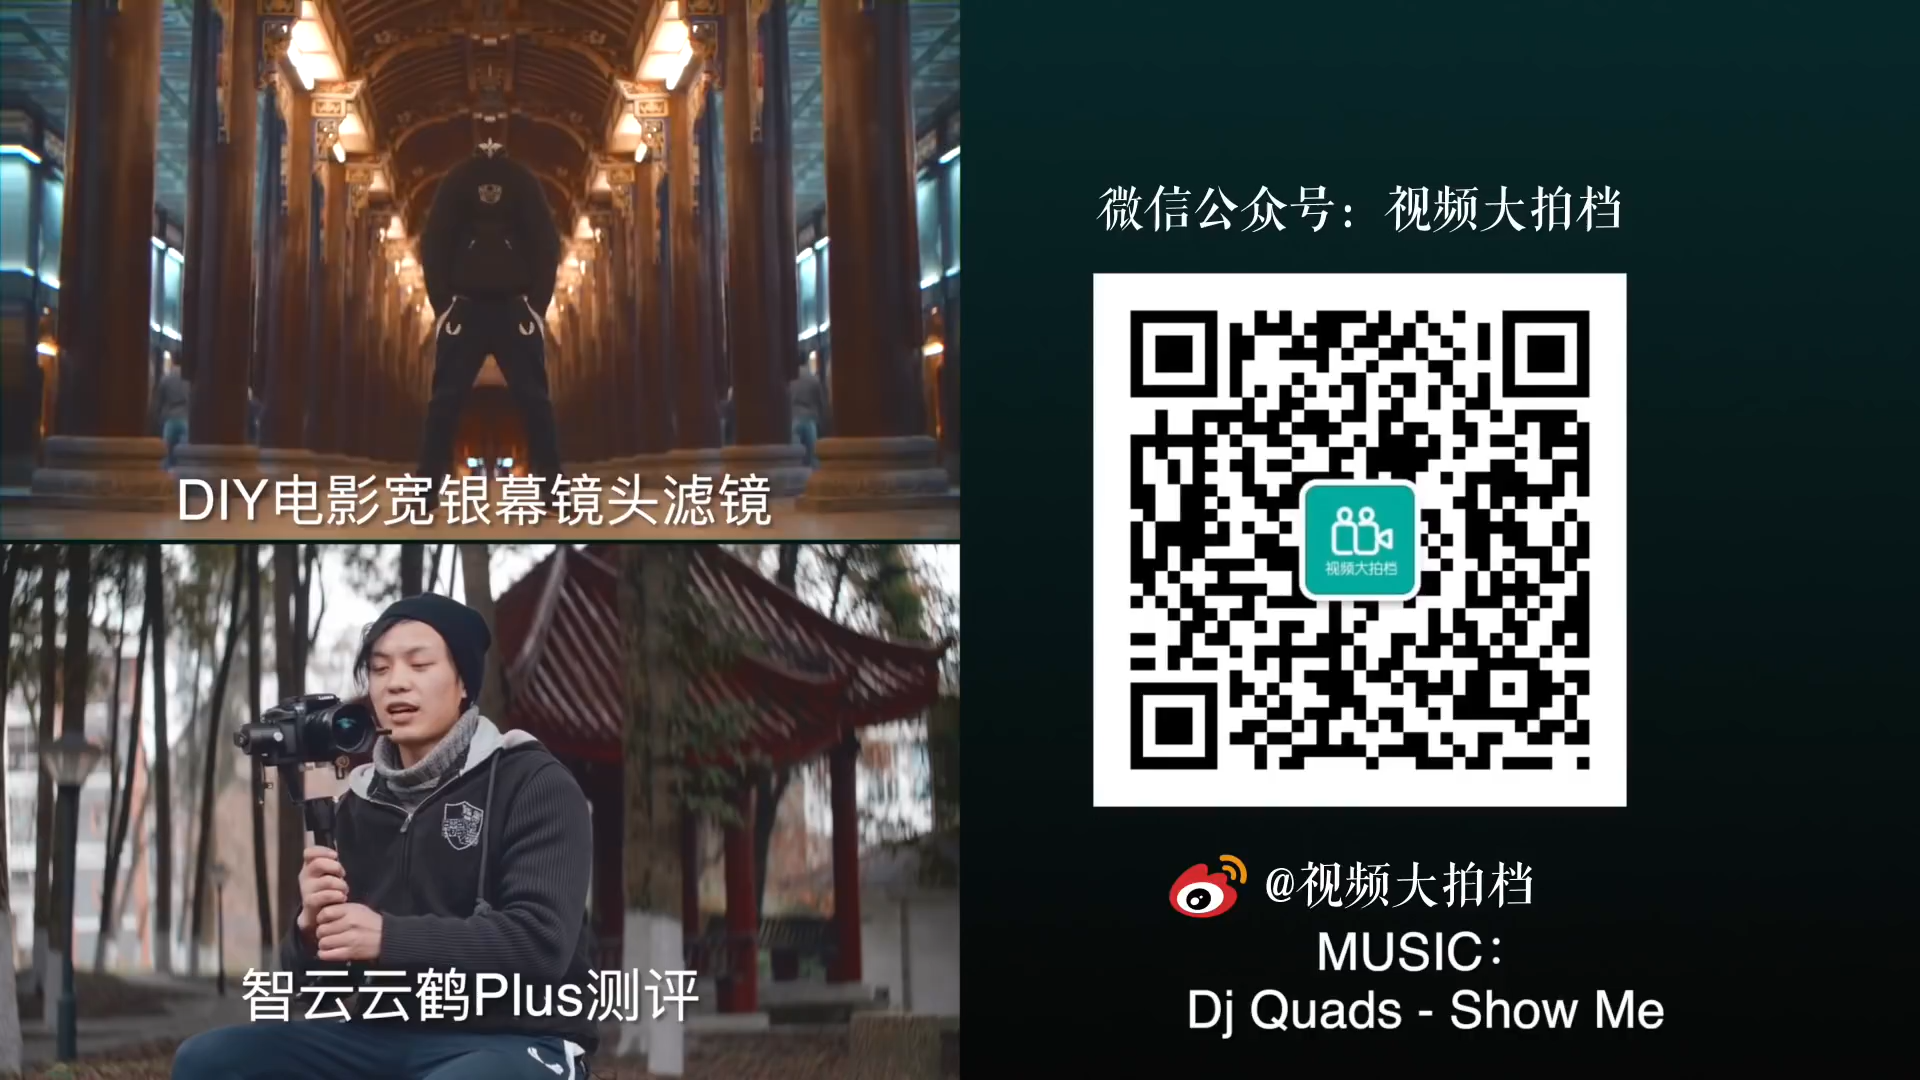 DIY电影宽银幕镜头滤镜
智云云鹤Plus测评
微信公众号：视频大拍档
视频大拍档
@视频大拍档
MUSIC：
Dj Quads - Show Me